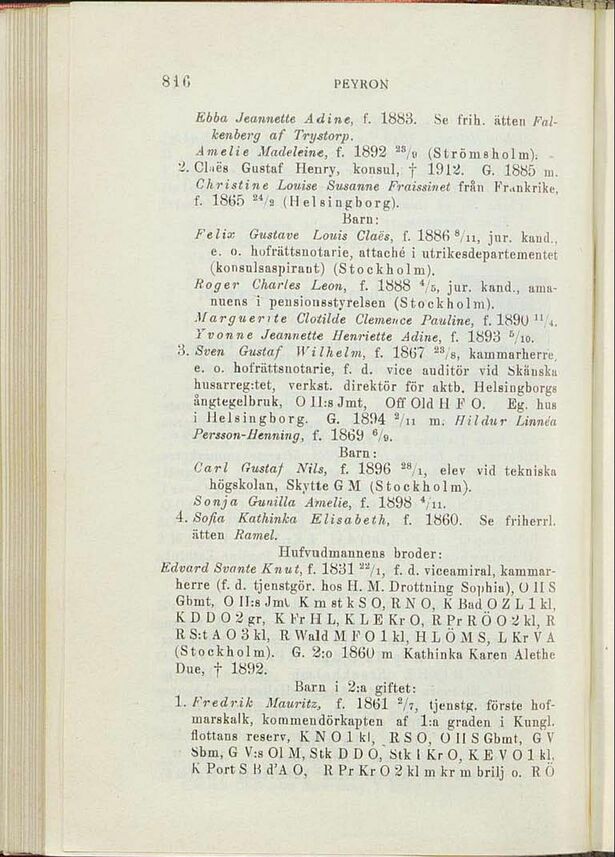 816
PEYRON
Ebba Jeannette Adine, f. 1883. Se frih. ätten Fal-
kenberg af Trystorp.
Amelie Madeleine, f. 1892 23/9 (Strömsholm).
2. Claës Gustaf Henry, konsul, † 1912. G. 1885 m.
Christine Louise Susanne Fraissinet från Frankrike,
f. 1865 24/2 (Helsingborg).
Barn:
Felix Gustave Louis Claës, f. 1886 8/11, jur. kand.,
e. o. hofrättsnotarie, attaché i utrikesdepartementet
(konsulsaspirant) (Stockholm).
Roger Charles Leon, f. 1888 4/5, jur. kand., ama-
nuens i pensionsstyrelsen (Stockholm).
Marguerite Clotilde Clemence Pauline, f. 1890 11/4.
Yvonne Jeannette Henriette Adine, f. 1893 5/10.
3. Sven Gustaf Wilhelm, f. 1867 23/8, kammarherre,
e. o. hofrättsnotarie, f. d. vice auditör vid Skånska
husarreg:tet, verkst. direktör för aktb. Helsingborgs
ångtegelbruk, O II:s Jmt, Off Old H F O. Eg. hus
i Helsingborg. G. 1894 2/11 m. Hildur Linnéa
Persson-Henning, f. 1869 6/9.
Barn:
Carl Gustaf Nils, f. 1896 28/1, elev vid tekniska
högskolan, Skytte G M (Stockholm).
Sonja Gunilla Amelie, f. 1898 4/11.
4. Sofia Kathinka Elisabeth, f. 1860. Se friherrl.
ätten Ramel.
Hufvudmannens broder:
Edvard Svante Knut, f. 1831 22/1, f. d. viceamiral, kammar-
herre (f. d. tjenstgör. hos H. M. Drottning Sophia), O II S
Gbmt, O II:s Jmt K m st k S O, R N O, K Bad O Z L 1 kl,
K D D O 2 gr, K Fr H L, K L E Kr O, R Pr R Ö O 2 kl, R
R S:t A O 3 kl, R Wald M F O 1 kl, H L Ö M S, L Kr V A
(Stockholm). G. 2:o 1860 m Kathinka Karen Alethe
Due, † 1892.
Barn i 2:a giftet:
1. Fredrik Mauritz, f. 1861 2/7, tjenstg. förste hof-
marskalk, kommendörkapten af 1:a graden i Kungl.
flottans reserv, K N O 1 kl, R S O, O II S Gbmt, G V
Sbm, G V:s Ol M, Stk D D O, Stk I Kr O, K E V O 1 kl,
K Port S B d'A O, R Pr Kr O 2 kl m kr m brilj o. R Ö